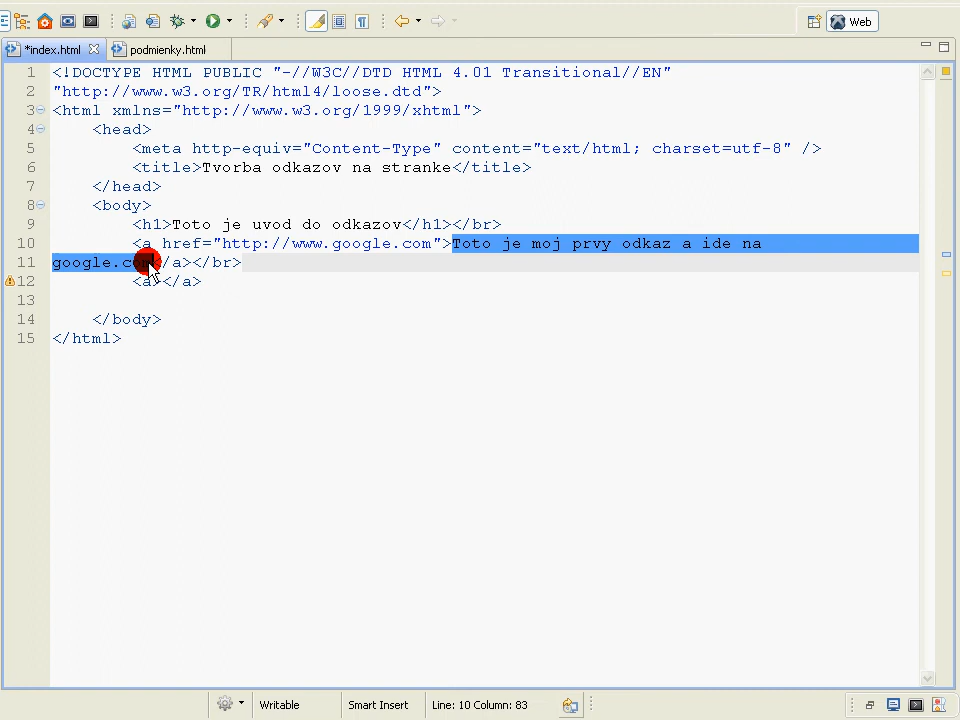 Web
*index.html
podmienky.html
1 <!DOCTYPE HTML PUBLIC "-//W3C//DTD HTML 4.01 Transitional//EN"
2 "http://www.w3.org/TR/html4/loose.dtd">
3 <html xmlns="http://www.w3.org/1999/xhtml">
4 <head>
5 <meta http-equiv="Content-Type" content="text/html; charset=utf-8" />
6 <title>Tvorba odkazov na stranke</title>
7 </head>
8 <body>
9 <h1>Toto je uvod do odkazov</h1></br>
10 <a href="http://www.google.com">Toto je moj prvy odkaz a ide na
11 google.com</a></br>
12 <a></a>
13
14 </body>
15 </html>
Writable
Smart Insert
Line: 10 Column: 83